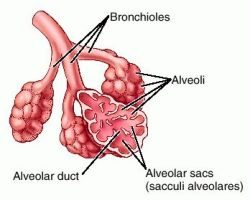 Bronchioles
Alveoli
Alveolar duct
Alveolar sacs
(sacculi alveolares)